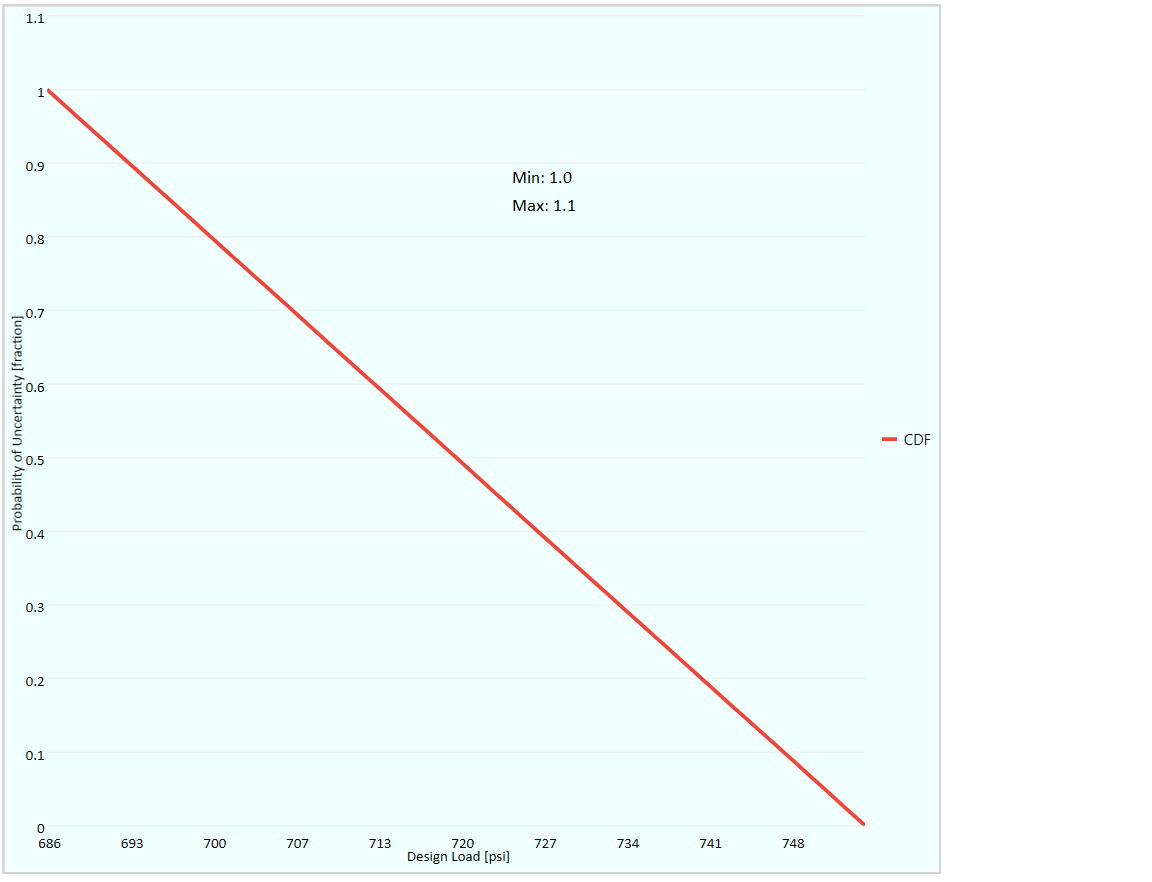 1.1
1
0.9
Min: 1.0
Max: 1.1
0.8
0.7
Probability of Uncertainty [fraction]
0.6
0.5
CDF
0.4
0.3
0.2
0.1
0
686 693 700 707 713 720 727 734 741 748
Design Load [psi]